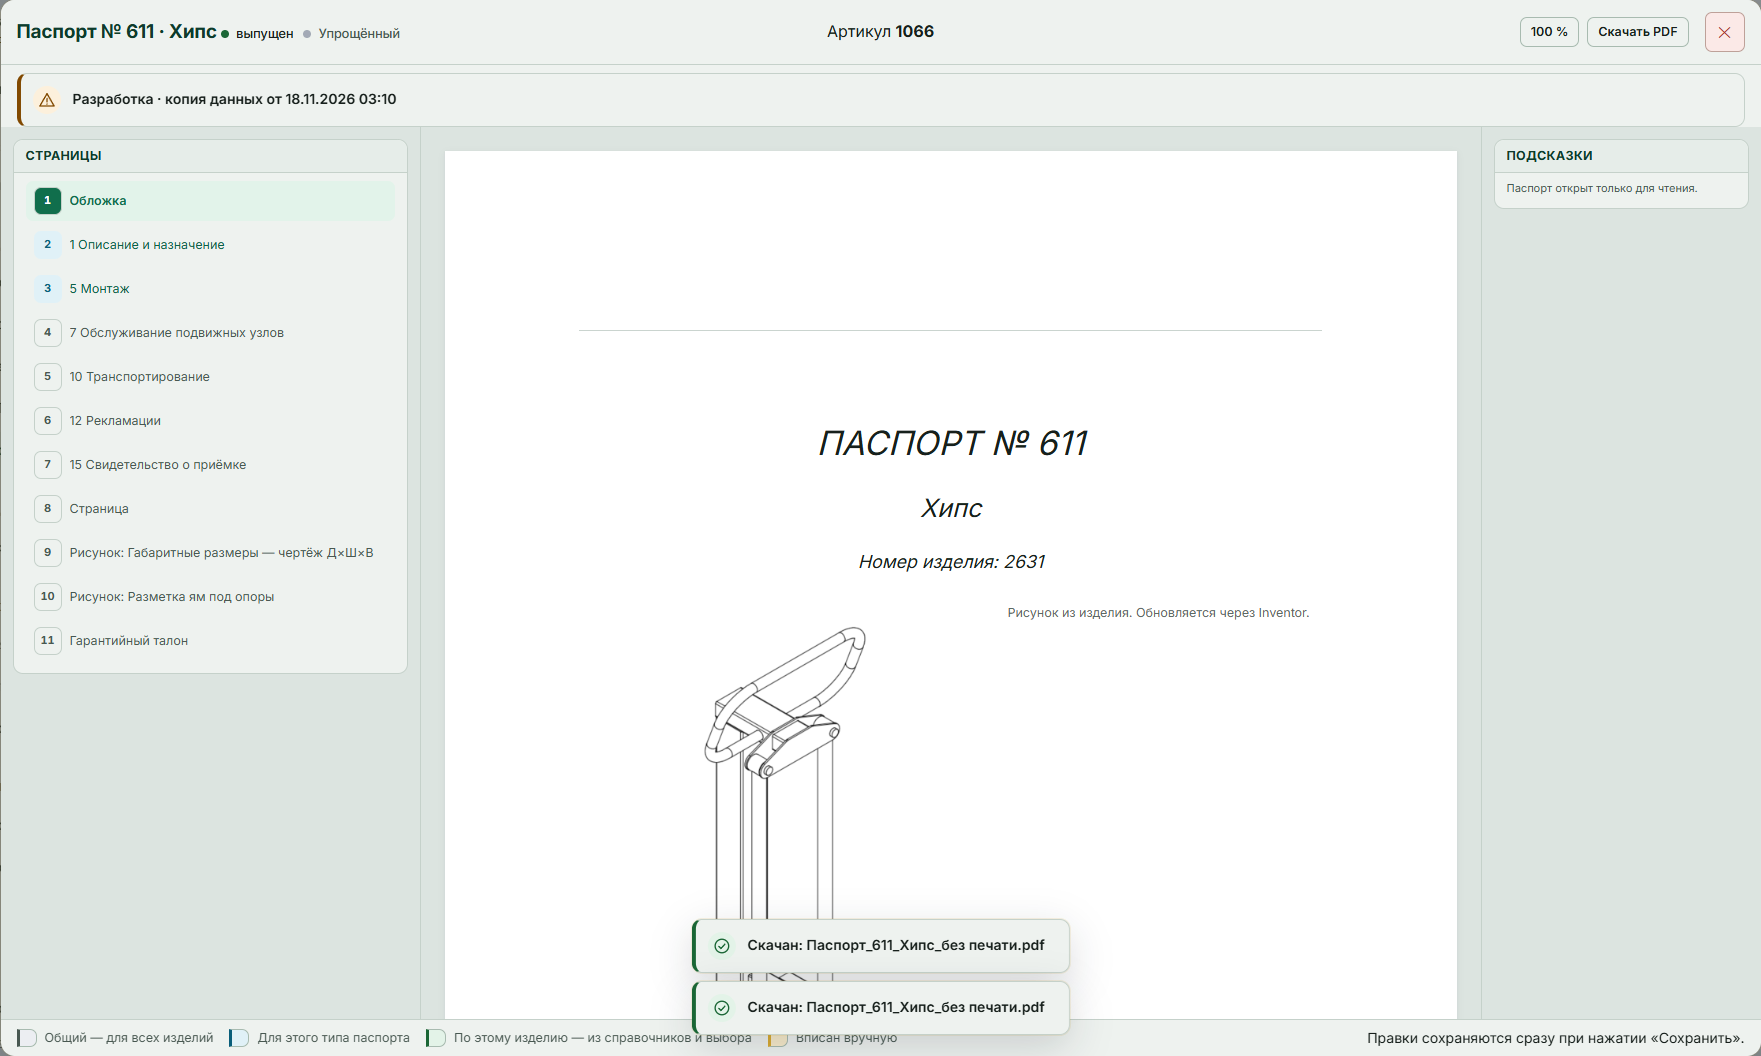 Паспорт № 611 · Хипс выпущен Упрощённый
Артикул 1066
100 %
Скачать PDF
Разработка · копия данных от 18.11.2026 03:10
СТРАНИЦЫ
1 Обложка
2 1 Описание и назначение
3 5 Монтаж
4 7 Обслуживание подвижных узлов
5 10 Транспортирование
6 12 Рекламации
7 15 Свидетельство о приёмке
8 Страница
9 Рисунок: Габаритные размеры — чертёж Д×Ш×В
10 Рисунок: Разметка ям под опоры
11 Гарантийный талон
ПАСПОРТ № 611
Хипс
Номер изделия: 2631
Рисунок из изделия. Обновляется через Inventor.
ПОДСКАЗКИ
Паспорт открыт только для чтения.
Скачан: Паспорт_611_Хипс_без печати.pdf
Скачан: Паспорт_611_Хипс_без печати.pdf
Общий — для всех изделий
Для этого типа паспорта
По этому изделию — из справочников и выбора
Вписан вручную
Правки сохраняются сразу при нажатии «Сохранить».